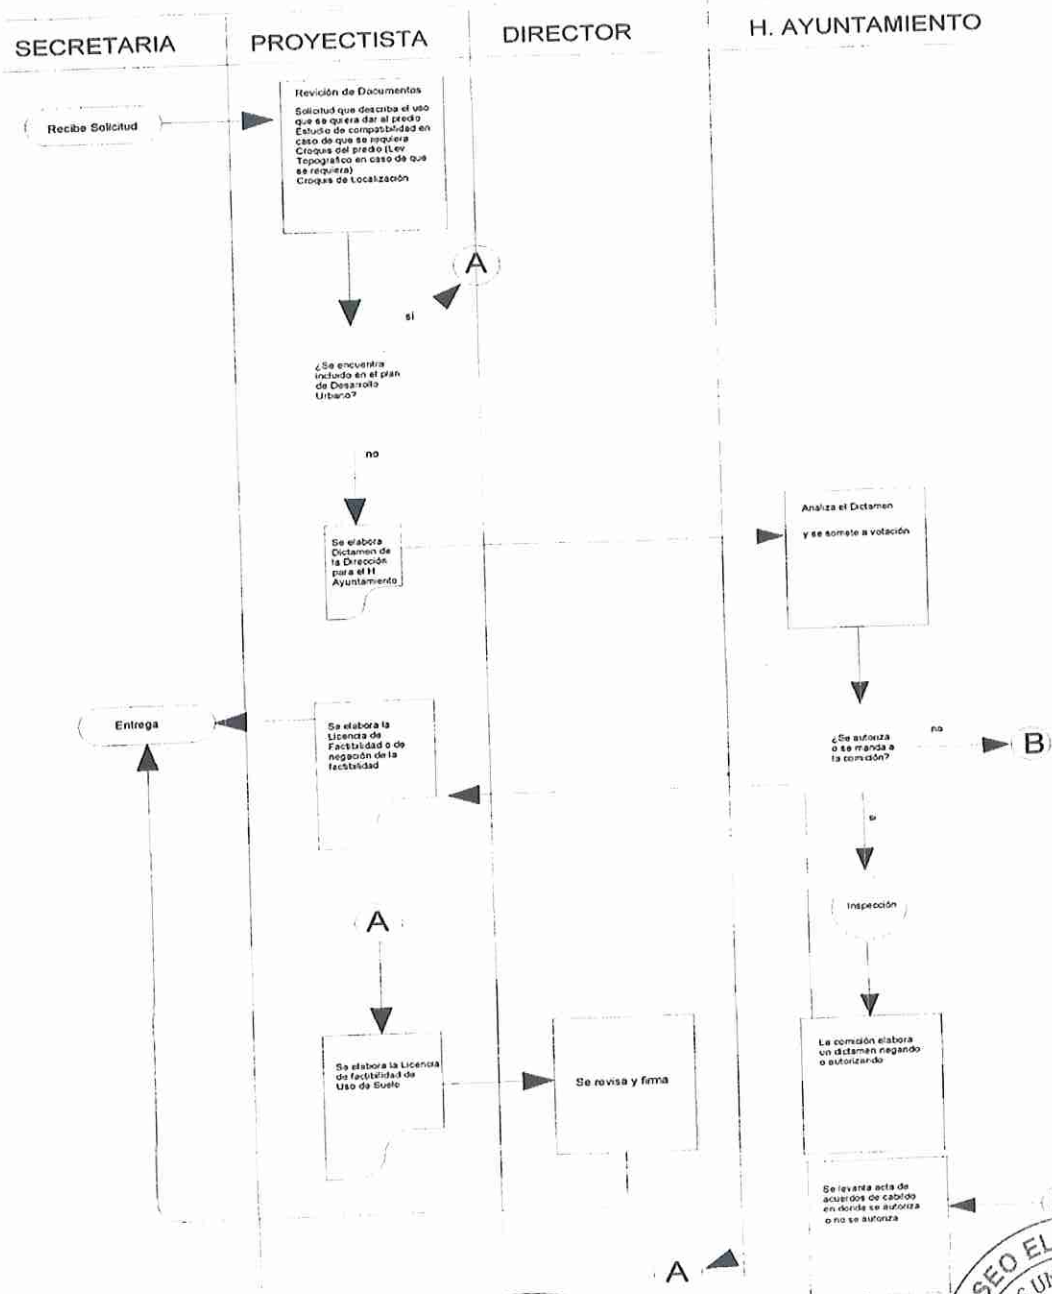 SECRETARIA
PROYECTISTA
DIRECTOR
H. AYUNTAMIENTO
Recibe Solicitud
Revición de Documentos
Solicitud que describa el uso
que se quiera dar al predio
Estudio de compatibilidad en
caso de que se requiera
Croquis del predio (Lev
Topografico en caso de que
se requiera)
Croquis de Localización
A
si
¿Se encuentra
incluido en el plan
de Desarrollo
Urbano?
no
Se elabora
Dictamen de
la Dirección
para el H
Ayuntamiento
Analiza el Dictamen
y se somete a votación
Entrega
Se elabora la
Licencia de
Factibilidad o de
negación de la
factibilidad
¿Se autoriza
o se manda a
la comición?
no
B
si
Inspección
A
Se elabora la Licencia
de factibilidad de
Uso de Suelo
Se revisa y firma
La comición elabora
un dictamen negando
o autorizando
Se levanta acta de
acuerdos de cabildo
en donde se autoriza
o no se autoriza
A
SEO EL